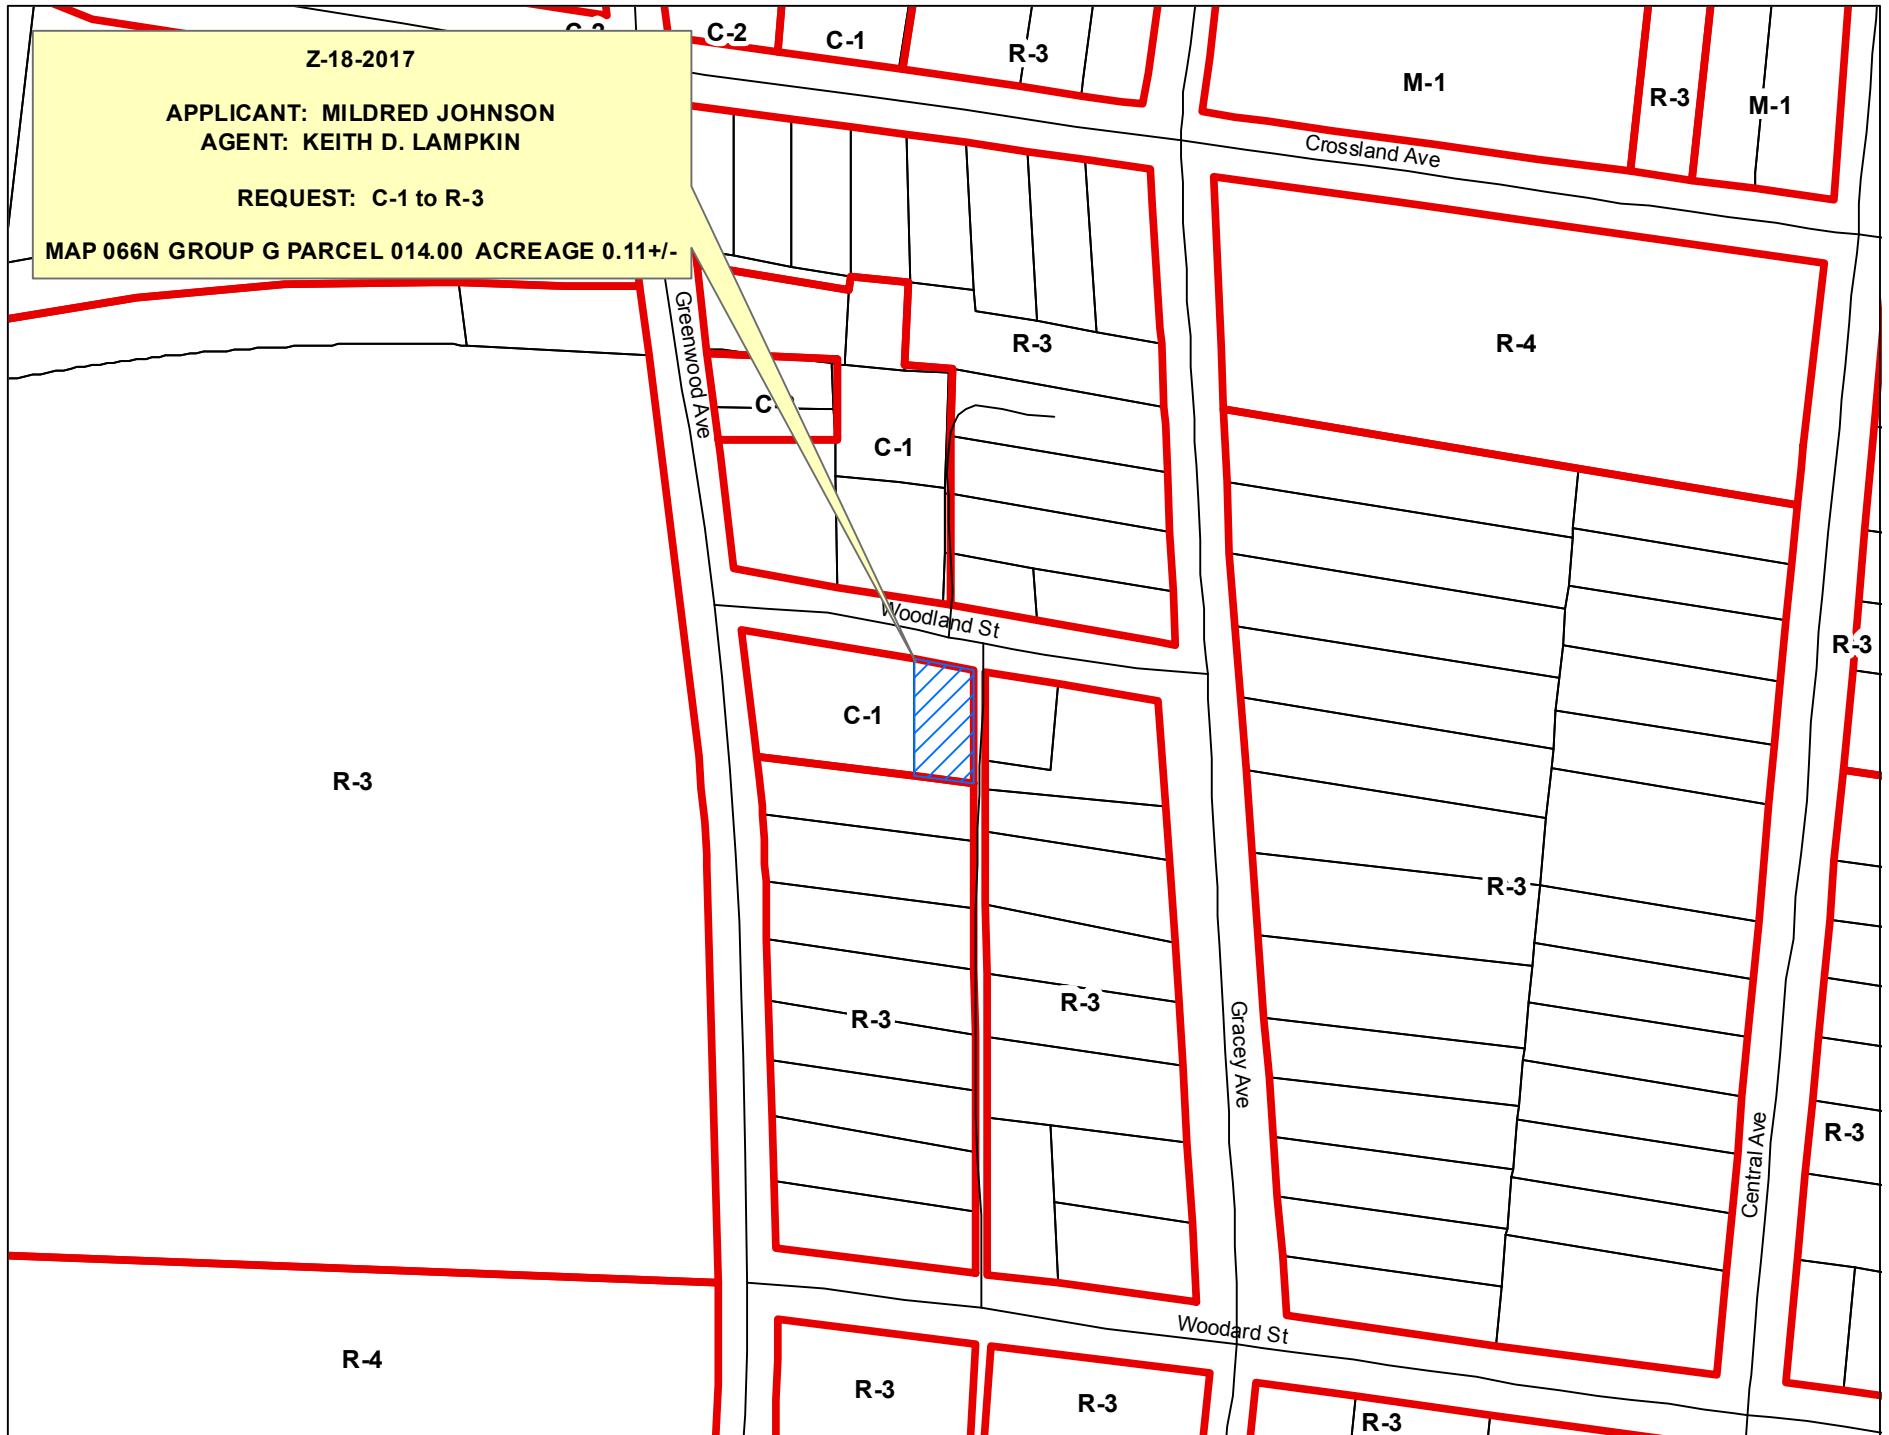 C-2
C-1
R-3
M-1
R-3
M-1
Z-18-2017
APPLICANT: MILDRED JOHNSON
AGENT: KEITH D. LAMPKIN
REQUEST: C-1 to R-3
MAP 066N GROUP G PARCEL 014.00 ACREAGE 0.11+/-
Crossland Ave
Greenwood Ave
R-3
R-4
C-1
Woodland St
R-3
C-1
R-3
R-3
R-3
R-3
Gracey Ave
Central Ave
R-3
Woodard St
R-4
R-3
R-3
R-3